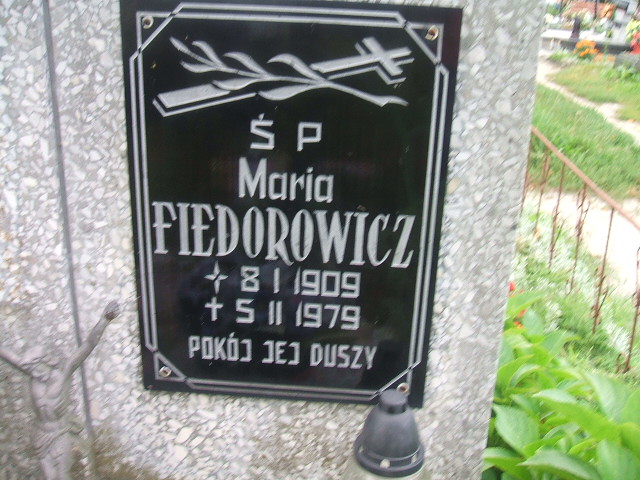 Ś P
Maria
FIEDOROWICZ
8 I 1909
5 II 1979
POKÓJ JEJ DUSZY